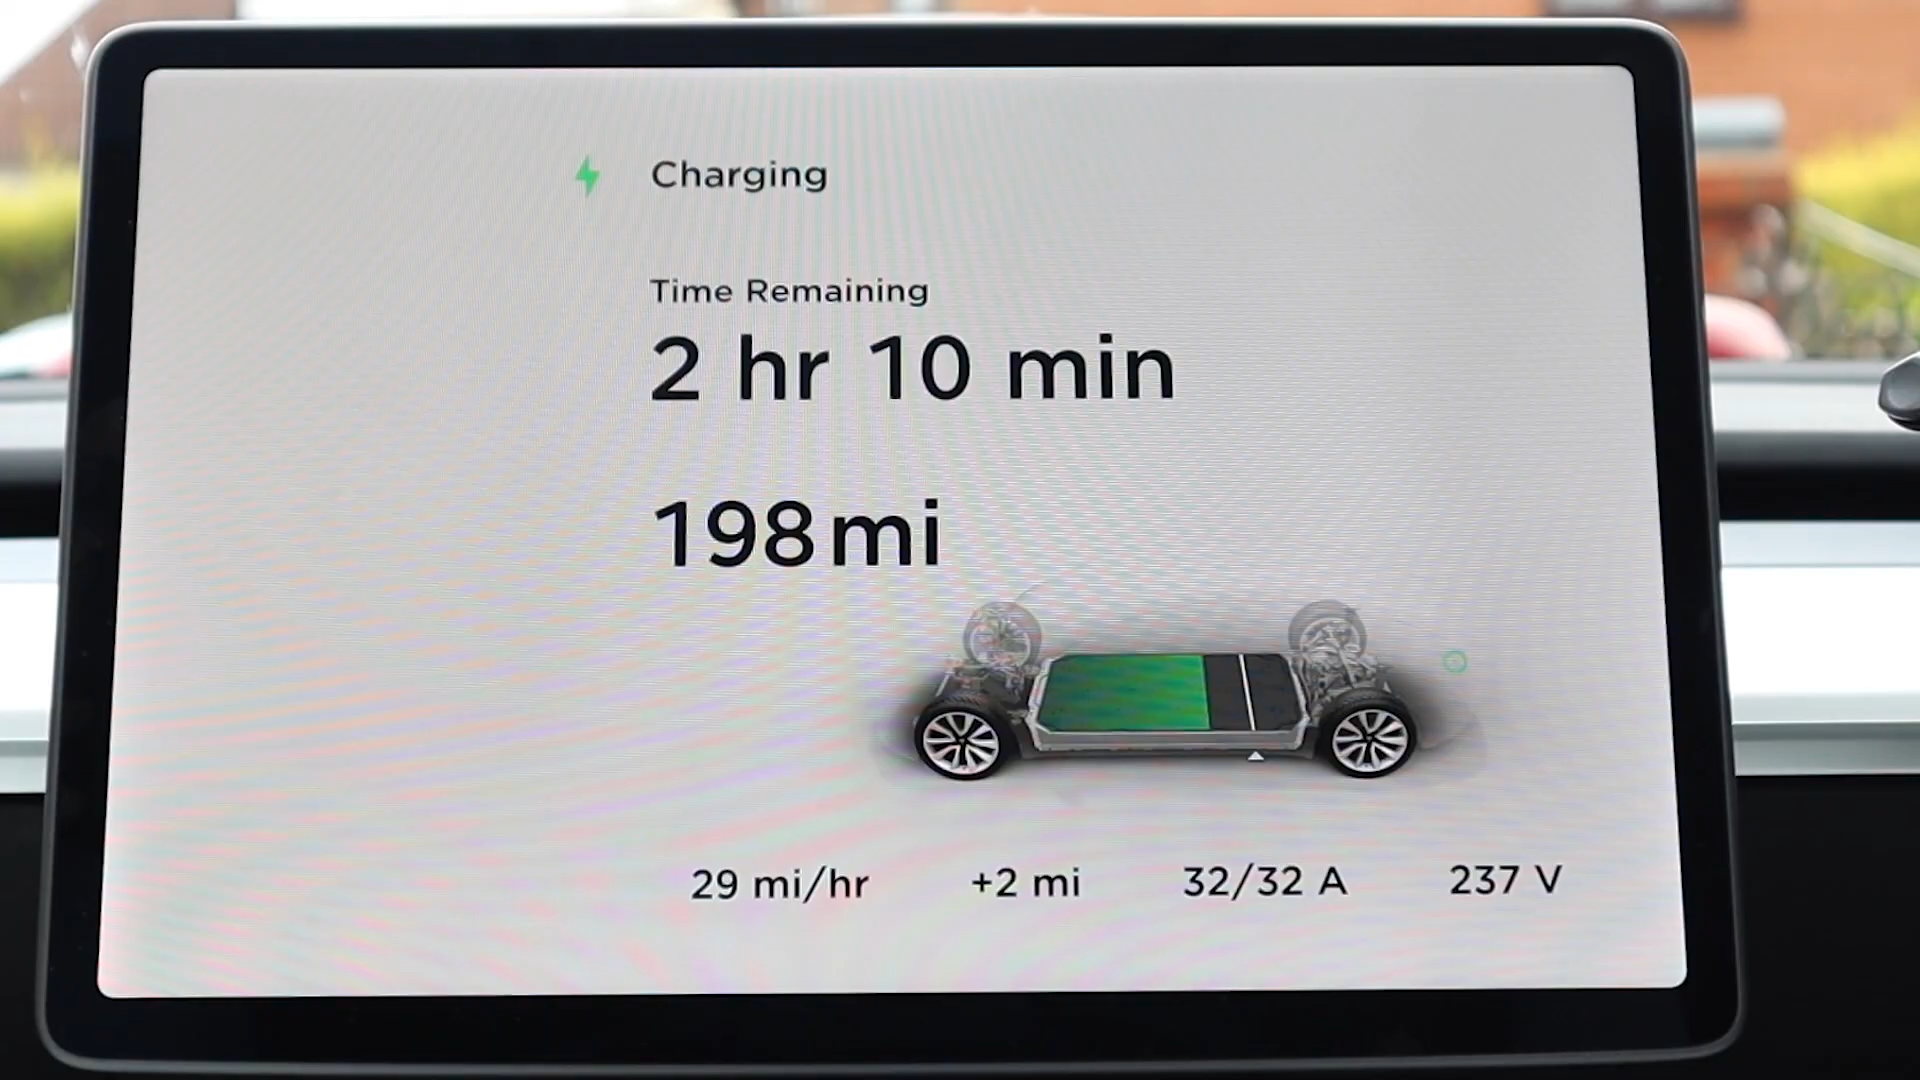 Charging
Time Remaining
2 hr 10 min
198 mi
29 mi/hr +2 mi 32/32 A 237 V